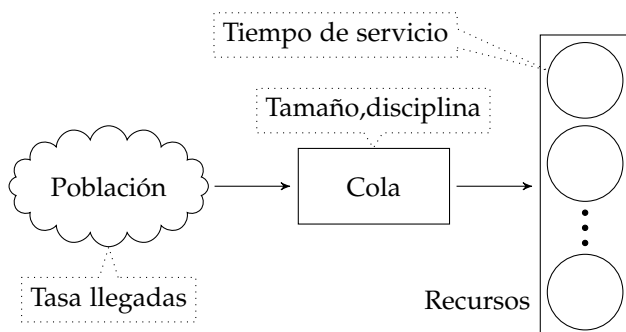 Tiempo de servicio
Tamaño,disciplina
Población
Cola
Tasa llegadas
Recursos